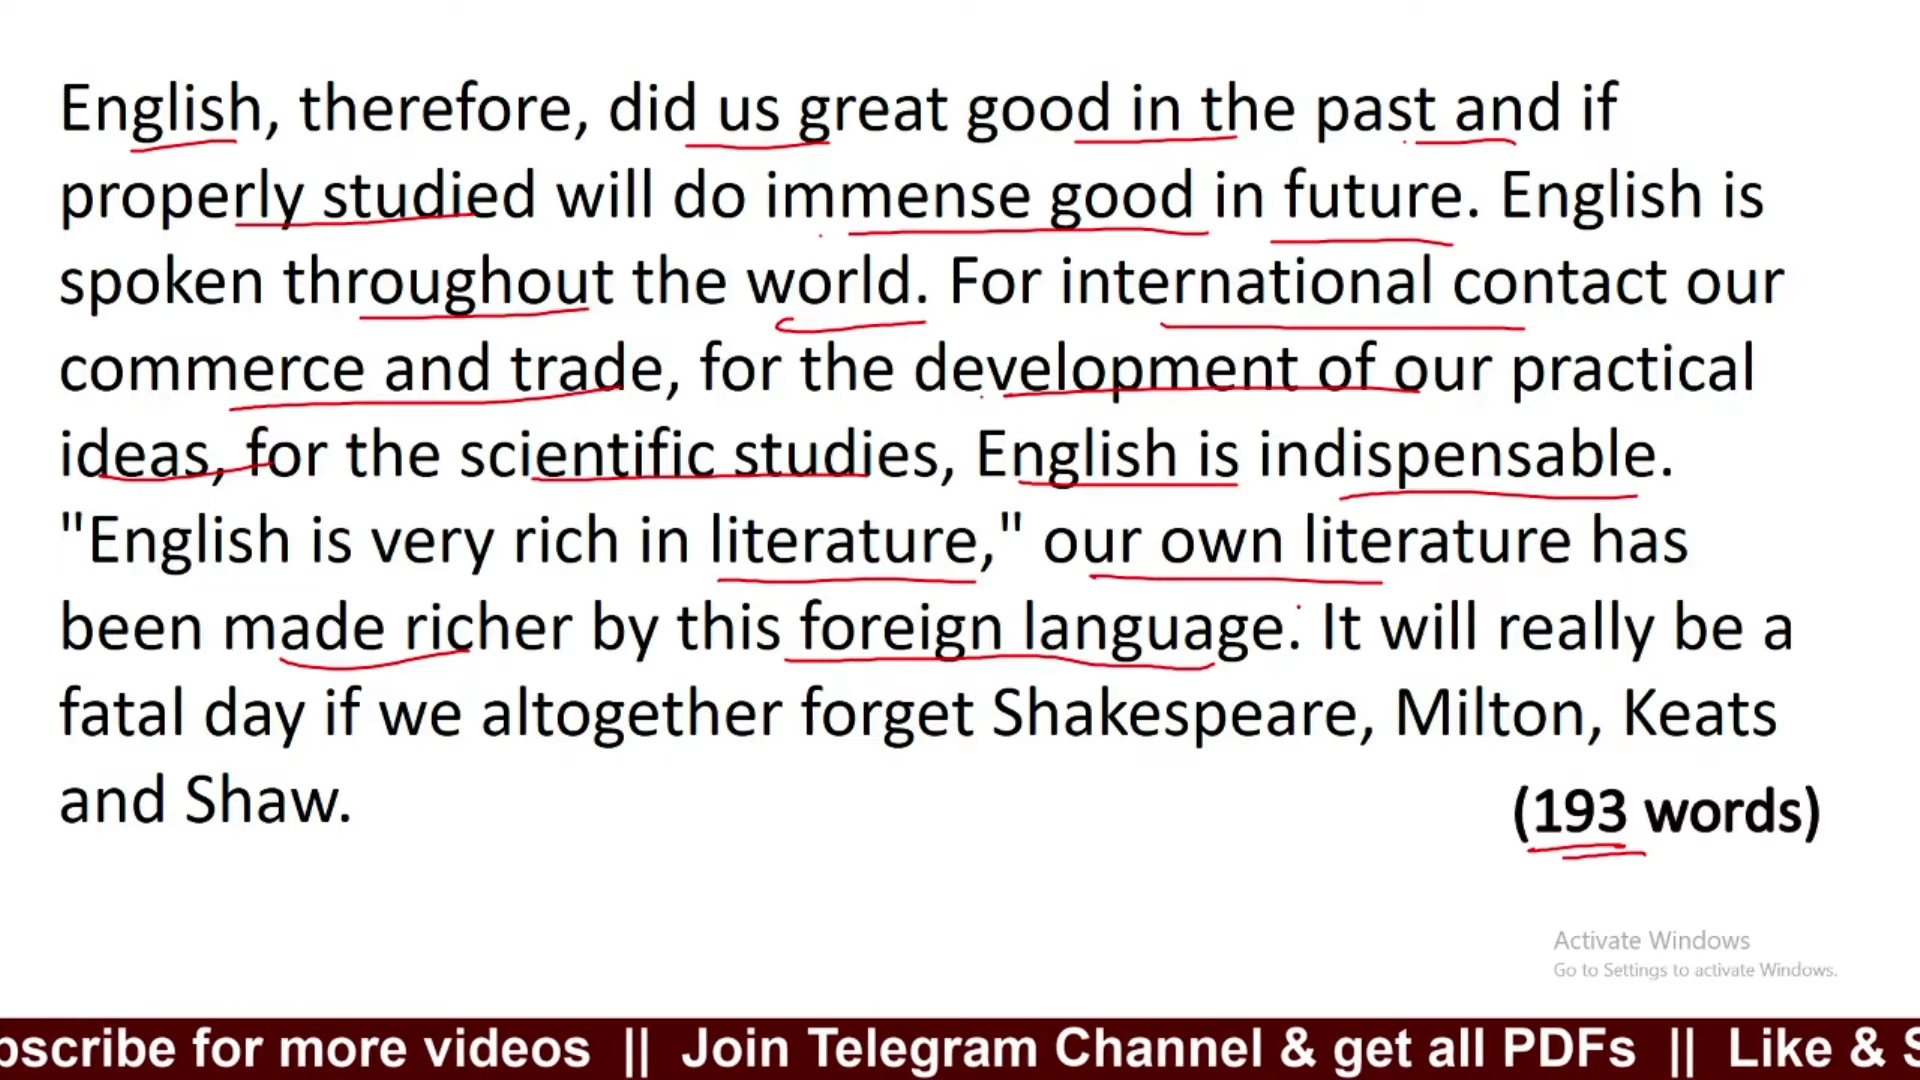 English, therefore, did us great good in the past and if
properly studied will do immense good in future. English is
spoken throughout the world. For international contact our
commerce and trade, for the development of our practical
ideas, for the scientific studies, English is indispensable.
"English is very rich in literature," our own literature has
been made richer by this foreign language. It will really be a
fatal day if we altogether forget Shakespeare, Milton, Keats
and Shaw.
(193 words)
Activate Windows
Go to Settings to activate Windows.
bscribe for more videos || Join Telegram Channel & get all PDFs || Like & S